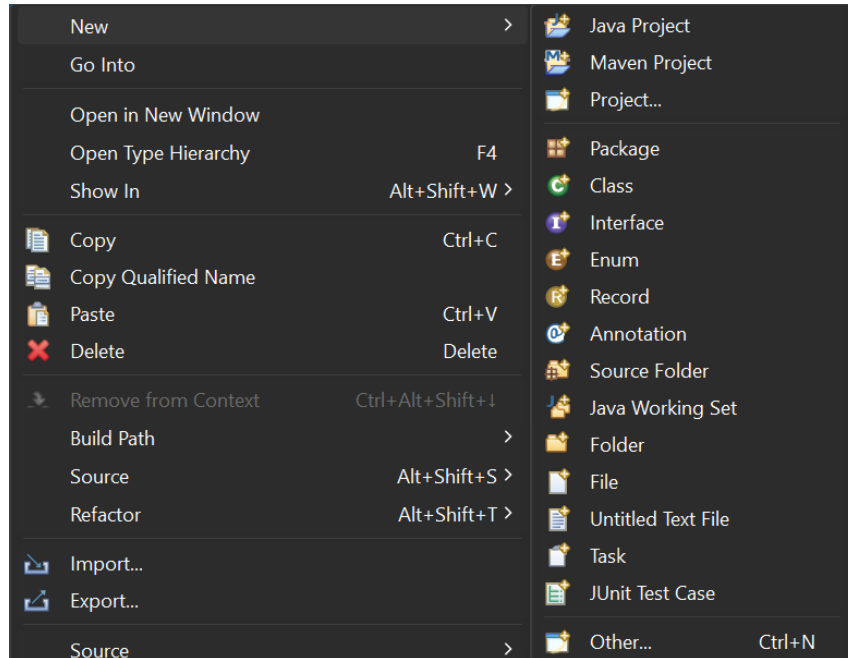 New >
Go Into
Open in New Window
Open Type Hierarchy F4
Show In Alt+Shift+W >
Copy Ctrl+C
Copy Qualified Name
Paste Ctrl+V
Delete Delete
Remove from Context Ctrl+Alt+Shift+↓
Build Path >
Source Alt+Shift+S >
Refactor Alt+Shift+T >
Import...
Export...
Source >
Java Project
Maven Project
Project...
Package
Class
Interface
Enum
Record
Annotation
Source Folder
Java Working Set
Folder
File
Untitled Text File
Task
JUnit Test Case
Other... Ctrl+N